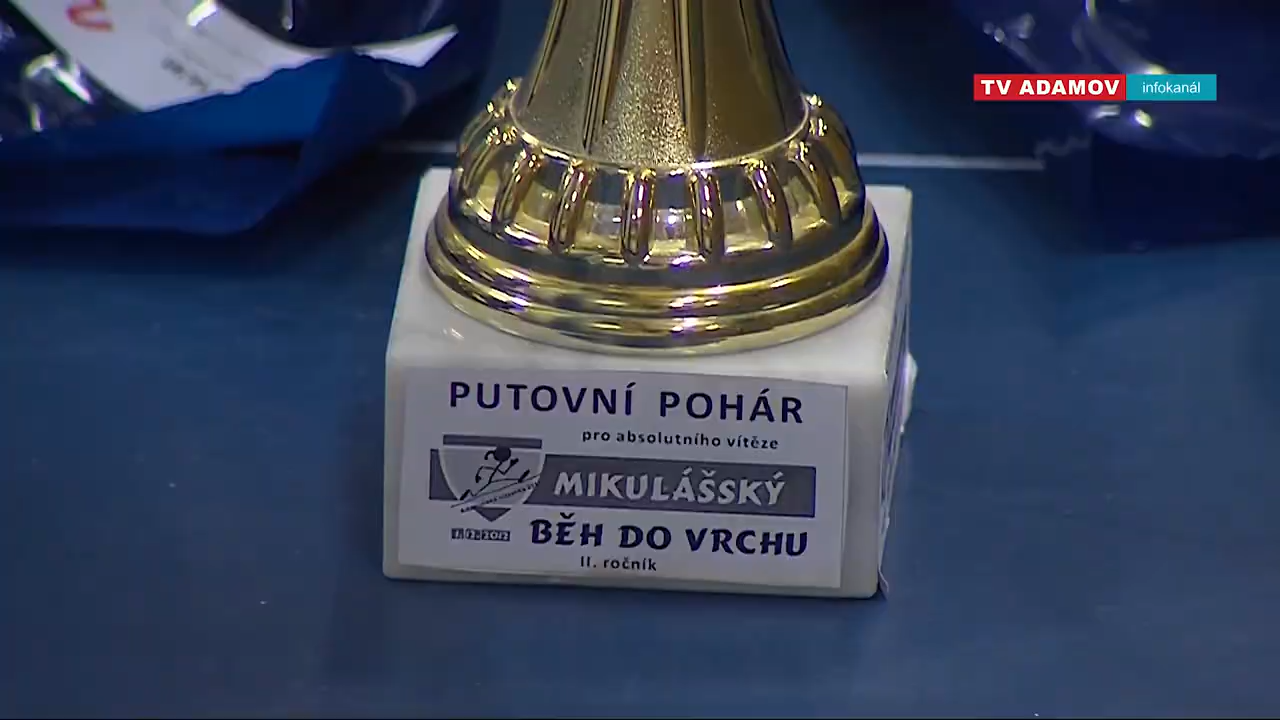 TV ADAMOV infokanál
PUTOVNÍ POHÁR
pro absolutního vítěze
MIKULÁŠSKÝ
BĚH DO VRCHU
II. ročník